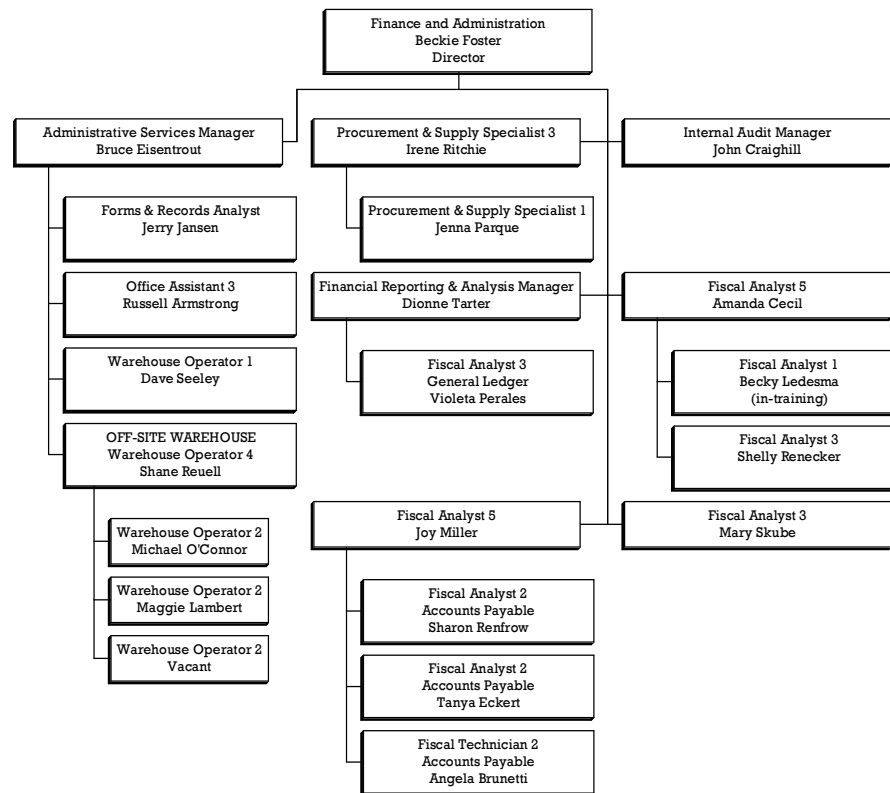 Finance and Administration
Beckie Foster
Director
Administrative Services Manager
Bruce Eisentrout
Procurement & Supply Specialist 3
Irene Ritchie
Internal Audit Manager
John Craighill
Forms & Records Analyst
Jerry Jansen
Procurement & Supply Specialist 1
Jenna Parque
Office Assistant 3
Russell Armstrong
Financial Reporting & Analysis Manager
Dionne Tarter
Fiscal Analyst 5
Amanda Cecil
Warehouse Operator 1
Dave Seeley
Fiscal Analyst 3
General Ledger
Violeta Perales
Fiscal Analyst 1
Becky Ledesma
(in-training)
OFF-SITE WAREHOUSE
Warehouse Operator 4
Shane Reuell
Fiscal Analyst 3
Shelly Renecker
Warehouse Operator 2
Michael O'Connor
Fiscal Analyst 5
Joy Miller
Fiscal Analyst 3
Mary Skube
Warehouse Operator 2
Maggie Lambert
Fiscal Analyst 2
Accounts Payable
Sharon Renfrow
Warehouse Operator 2
Vacant
Fiscal Analyst 2
Accounts Payable
Tanya Eckert
Fiscal Technician 2
Accounts Payable
Angela Brunetti